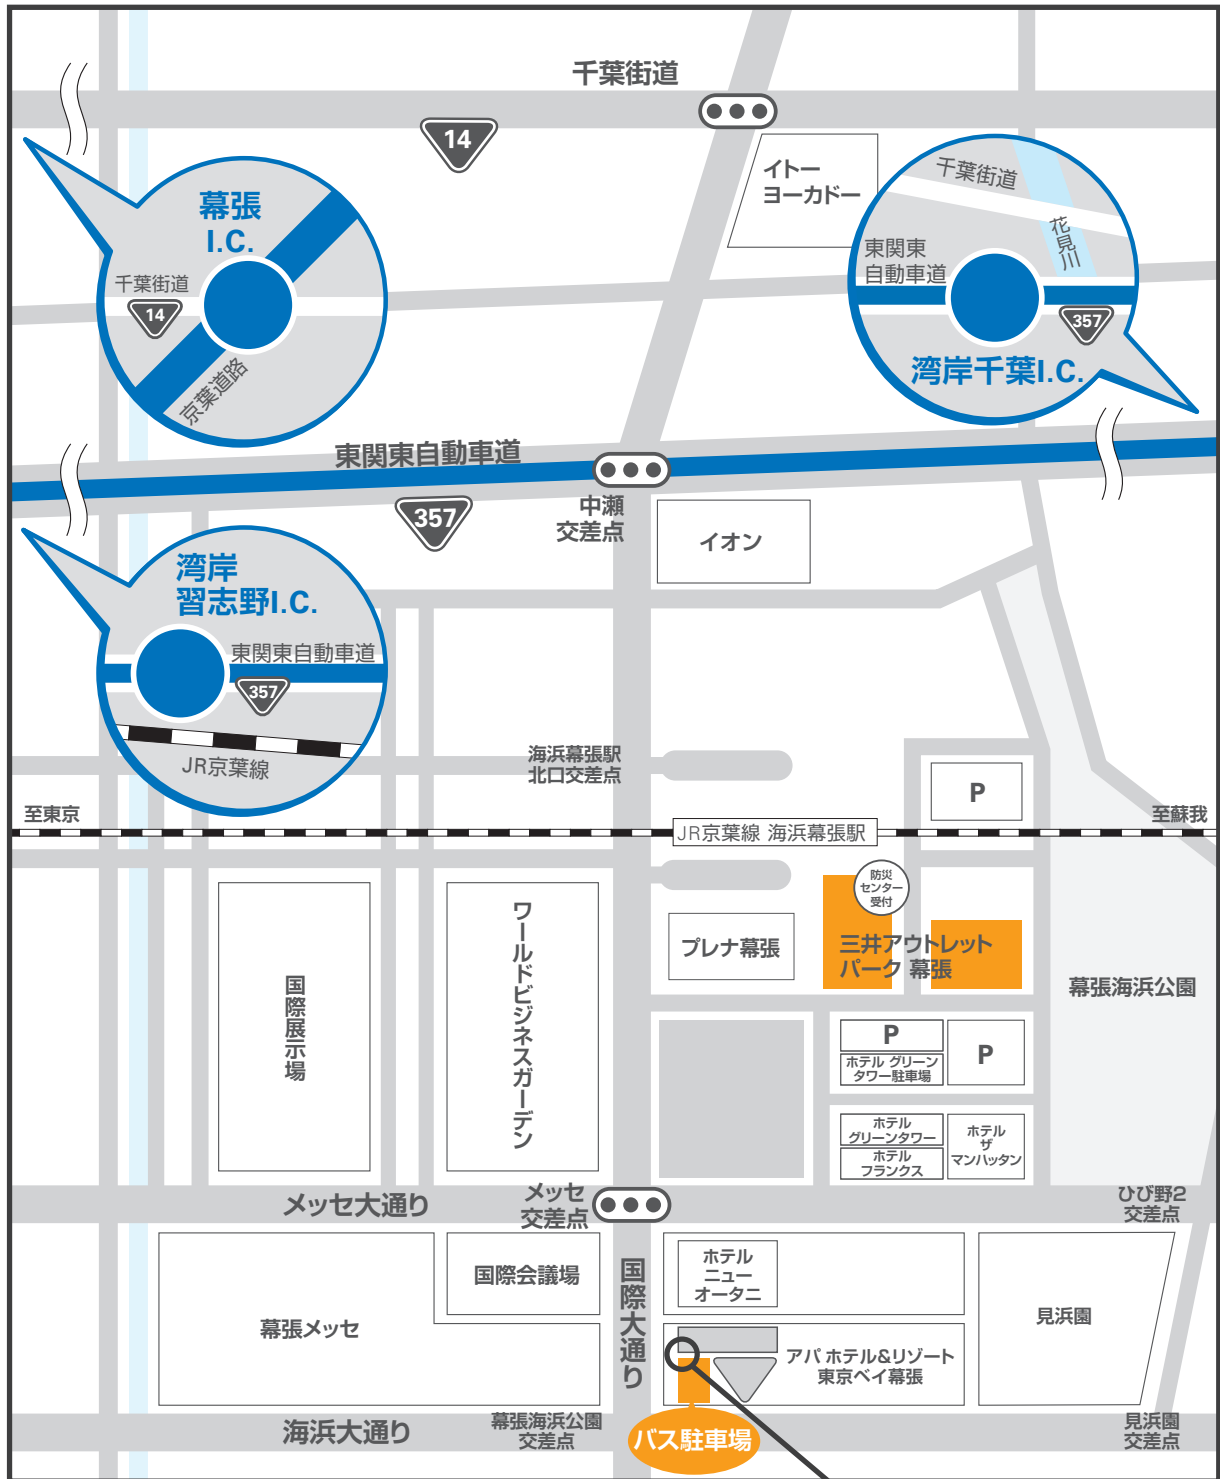 千葉街道
14
イトー
ヨーカドー
千葉街道
花見川
東関東
自動車道
357
湾岸千葉I.C.
幕張
I.C.
千葉街道
14
京葉道路
東関東自動車道
357
中瀬
交差点
イオン
湾岸
習志野I.C.
東関東自動車道
357
JR京葉線
海浜幕張駅
北口交差点
P
至東京
至蘇我
JR京葉線 海浜幕張駅
防災
センター
受付
プレナ幕張
三井アウトレット
パーク 幕張
幕張海浜公園
国際展示場
ワールドビジネスガーデン
P
ホテル グリーン
タワー駐車場
P
ホテル
グリーンタワー
ホテル
フランクス
ホテル
ザ
マンハッタン
メッセ大通り
メッセ
交差点
ひび野2
交差点
国際会議場
国際大通り
ホテル
ニュー
オータニ
幕張メッセ
見浜園
アパ ホテル&リゾート
東京ベイ幕張
海浜大通り
幕張海浜公園
交差点
バス駐車場
見浜園
交差点